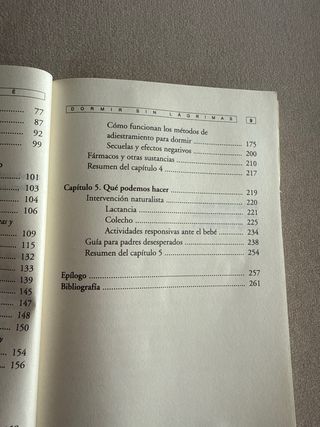 É
77
87
92
99
o
101
103
104
106
as y
109
115
132
133
139
145
147
148
150
y
154
156
DORMIR SIN LÁGRIMAS 9
Cómo funcionan los métodos de
adiestramiento para dormir 175
Secuelas y efectos negativos 200
Fármacos y otras sustancias 210
Resumen del capítulo 4 217
Capítulo 5. Qué podemos hacer 219
Intervención naturalista 220
Lactancia 221
Colecho 225
Actividades responsivas ante el bebé 234
Guía para padres desesperados 238
Resumen del capítulo 5 254
Epílogo 257
Bibliografía 261